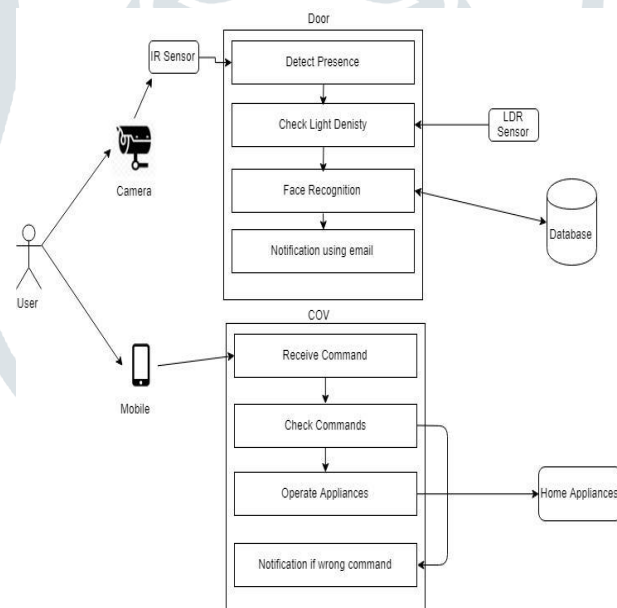 Door
IR Sensor
Detect Presence
Check Light Denisty
LDR
Sensor
Camera
Face Recognition
Database
Notification using email
User
COV
Receive Command
Mobile
Check Commands
Operate Appliances
Home Appliances
Notification if wrong command